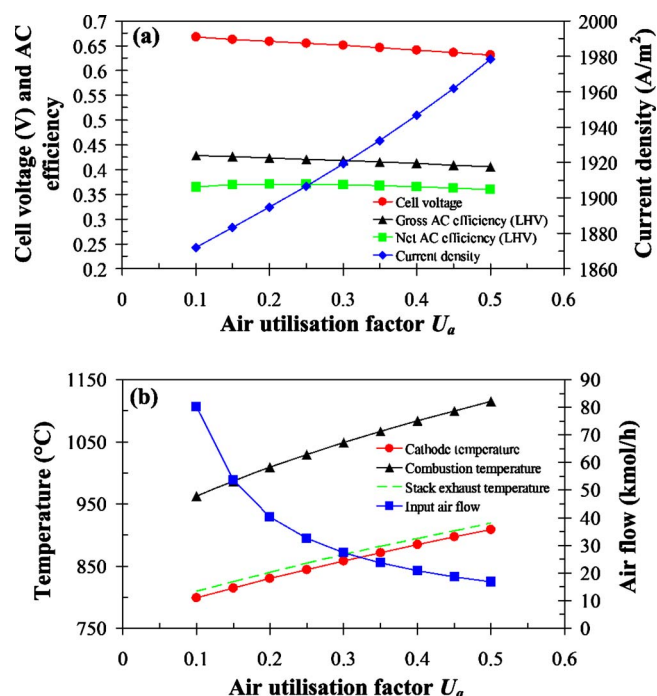 (a)
Cell voltage (V) and AC
efficiency
0.7
0.65
0.6
0.55
0.5
0.45
0.4
0.35
0.3
0.25
0.2
2000
1980
1960
1940
1920
1900
1880
1860
Current density (A/m²)
Cell voltage
Gross AC efficiency (LHV)
Net AC efficiency (LHV)
Current density
0 0.1 0.2 0.3 0.4 0.5 0.6
Air utilisation factor Uₐ
(b)
Temperature (°C)
1150
1050
950
850
750
90
80
70
60
50
40
30
20
10
0
Air flow (kmol/h)
Cathode temperature
Combustion temperature
Stack exhaust temperature
Input air flow
0 0.1 0.2 0.3 0.4 0.5 0.6
Air utilisation factor Uₐ